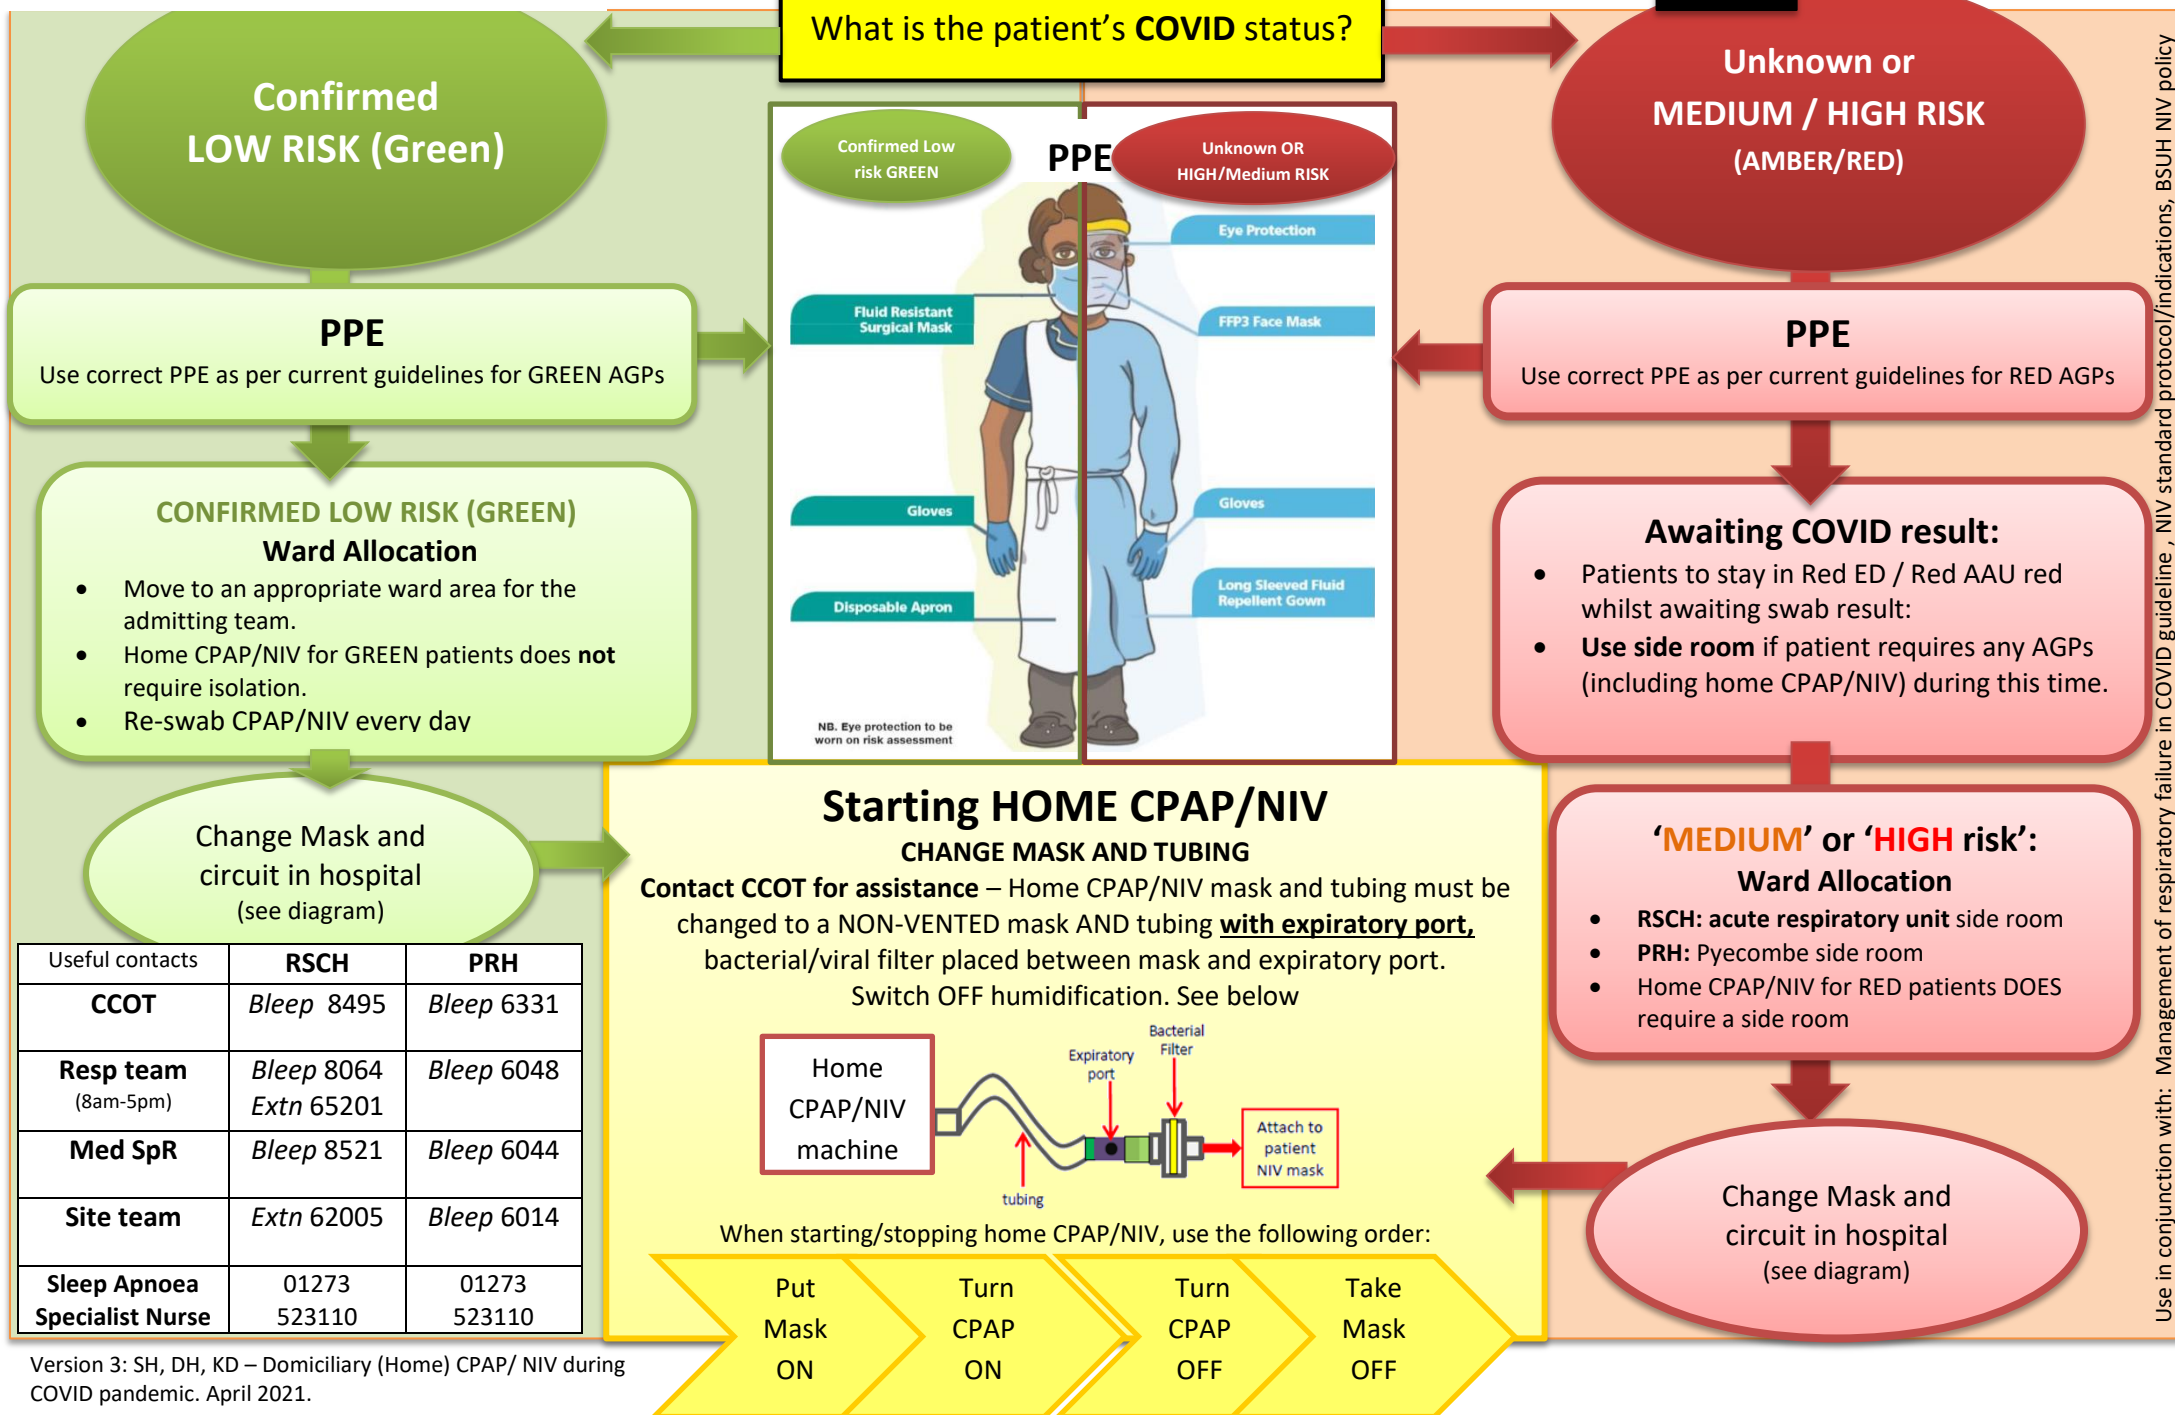 What is the patient’s COVID status?
Confirmed
LOW RISK (Green)
Unknown or
MEDIUM / HIGH RISK
(AMBER/RED)
PPE
Use correct PPE as per current guidelines for GREEN AGPs
CONFIRMED LOW RISK (GREEN)
Ward Allocation
• Move to an appropriate ward area for the
admitting team.
• Home CPAP/NIV for GREEN patients does not
require isolation.
• Re-swab CPAP/NIV every day
Change Mask and
circuit in hospital
(see diagram)
Confirmed Low
risk GREEN
PPE
Unknown OR
HIGH/Medium RISK
Fluid Resistant
Surgical Mask
Gloves
Disposable Apron
NB. Eye protection to be
worn on risk assessment
Eye Protection
FFP3 Face Mask
Gloves
Long Sleeved Fluid
Repellent Gown
PPE
Use correct PPE as per current guidelines for RED AGPs
Awaiting COVID result:
• Patients to stay in Red ED / Red AAU red
whilst awaiting swab result:
• Use side room if patient requires any AGPs
(including home CPAP/NIV) during this time.
‘MEDIUM’ or ‘HIGH risk’:
Ward Allocation
• RSCH: acute respiratory unit side room
• PRH: Pyecombe side room
• Home CPAP/NIV for RED patients DOES
require a side room
Change Mask and
circuit in hospital
(see diagram)
Starting HOME CPAP/NIV
CHANGE MASK AND TUBING
Contact CCOT for assistance – Home CPAP/NIV mask and tubing must be
changed to a NON-VENTED mask AND tubing with expiratory port,
bacterial/viral filter placed between mask and expiratory port.
Switch OFF humidification. See below
Home
CPAP/NIV
machine
tubing
Expiratory
port
Bacterial
Filter
Attach to
patient
NIV mask
When starting/stopping home CPAP/NIV, use the following order:
Put
Mask
ON
Turn
CPAP
ON
Turn
CPAP
OFF
Take
Mask
OFF
Useful contacts RSCH PRH
CCOT Bleep 8495 Bleep 6331
Resp team Bleep 8064 Bleep 6048
(8am-5pm) Extn 65201
Med SpR Bleep 8521 Bleep 6044
Site team Extn 62005 Bleep 6014
Sleep Apnoea 01273 01273
Specialist Nurse 523110 523110
Version 3: SH, DH, KD – Domiciliary (Home) CPAP/ NIV during
COVID pandemic. April 2021.
Use in conjunction with: Management of respiratory failure in COVID guideline , NIV standard protocol/indications, BSUH NIV policy